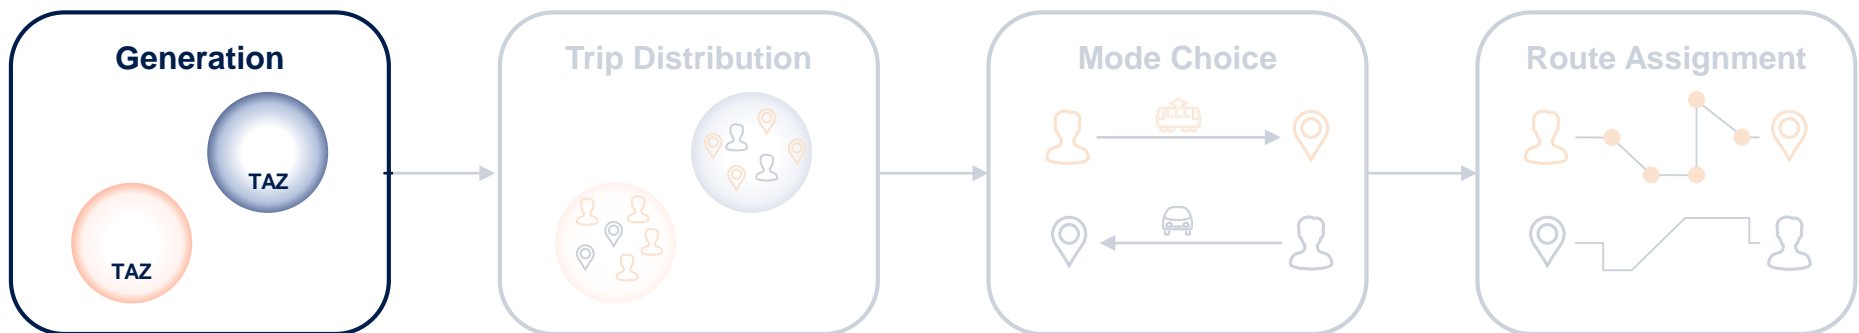 Generation
TAZ
TAZ
Trip Distribution
Mode Choice
Route Assignment